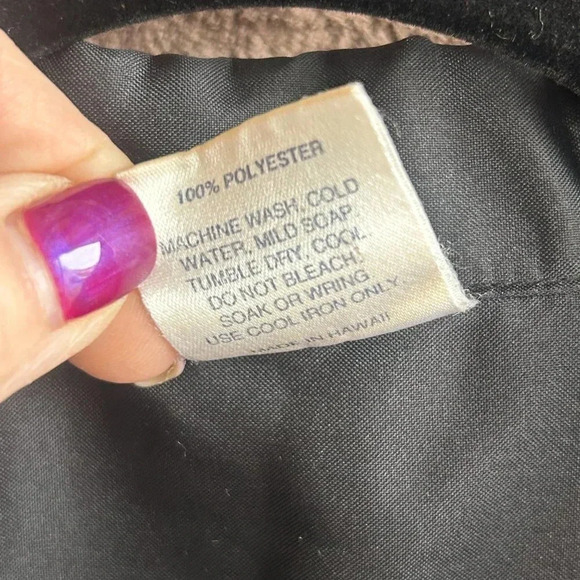 100% POLYESTER
MACHINE WASH, COLD
WATER, MILD SOAP.
TUMBLE DRY, COOL.
DO NOT BLEACH,
SOAK OR WRING
USE COOL IRON ONLY.
MADE IN HAWAII